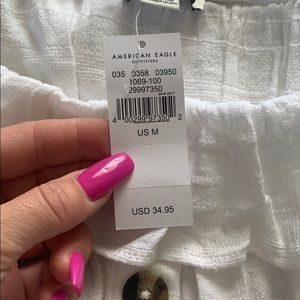 AMERICAN EAGLE
OUTFITTERS
035 0358 03950
1069-100
29997350
4 00299 97350 2
US M
USD 34.95